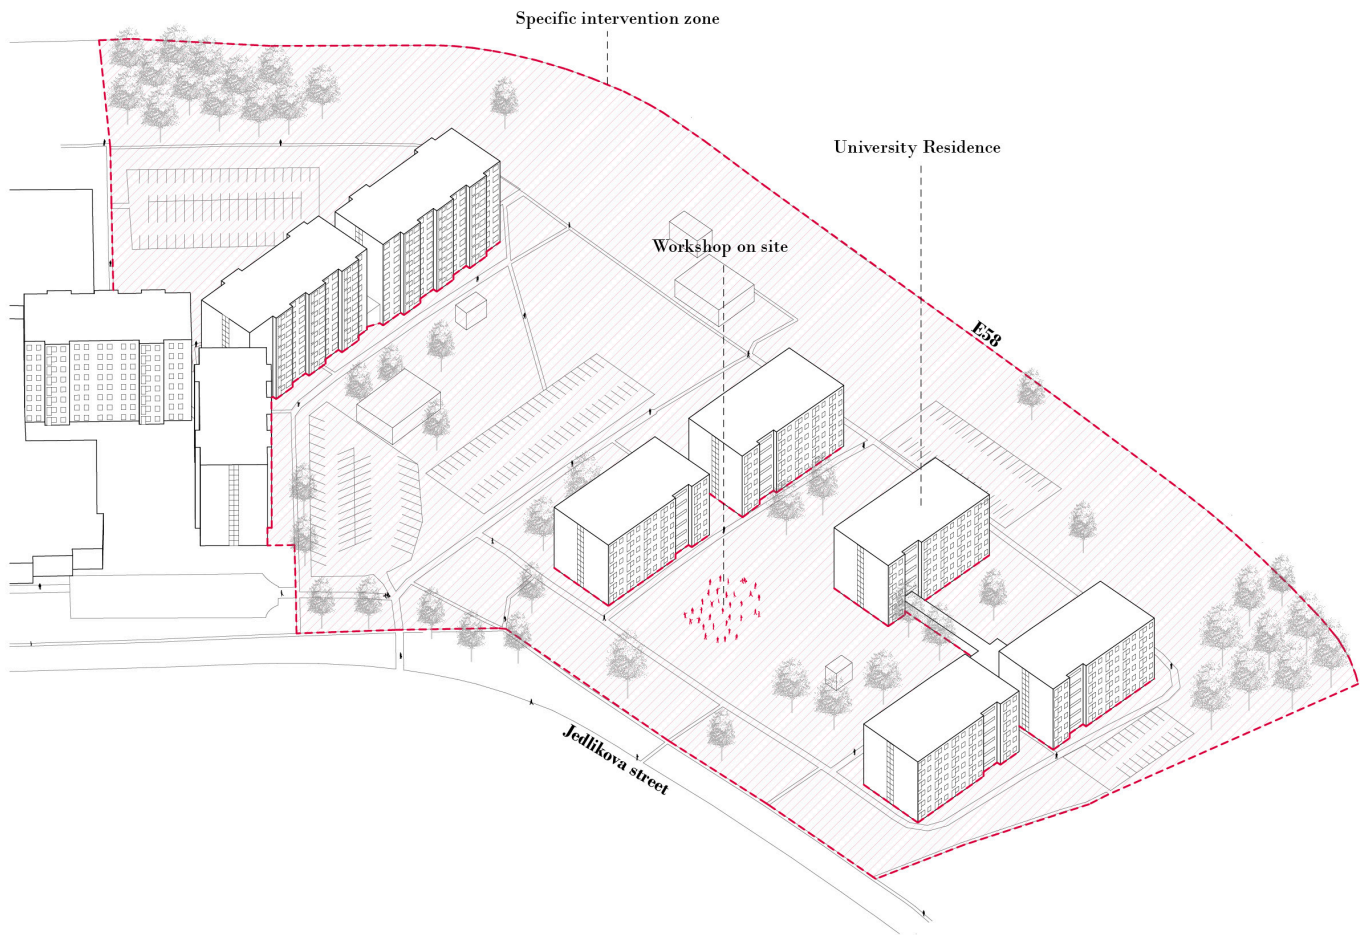 Specific intervention zone
University Residence
Workshop on site
E58
Jedlikova street